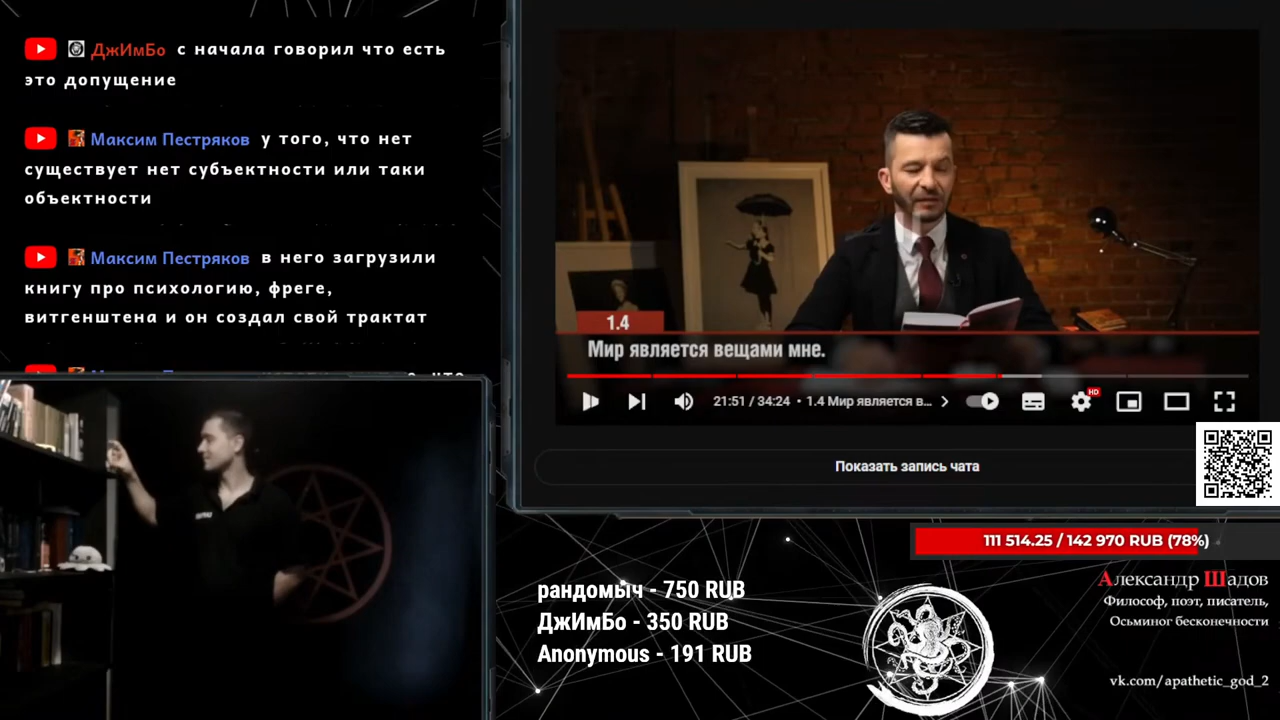 ДжИмБо с начала говорил что есть
это допущение
Максим Пестряков у того, что нет
существует нет субъектности или таки
объектности
Максим Пестряков в него загрузили
книгу про психологию, фреге,
витгенштена и он создал свой трактат
1.4
Мир является вещами мне.
21:51 / 34:24 • 1.4 Мир является в...
HD
Показать запись чата
111 514.25 / 142 970 RUB (78%)
рандомыч - 750 RUB
ДжИмБо - 350 RUB
Anonymous - 191 RUB
Александр Шадов
Философ, поэт, писатель,
Осьминог бесконечности
vk.com/apathetic_god_2